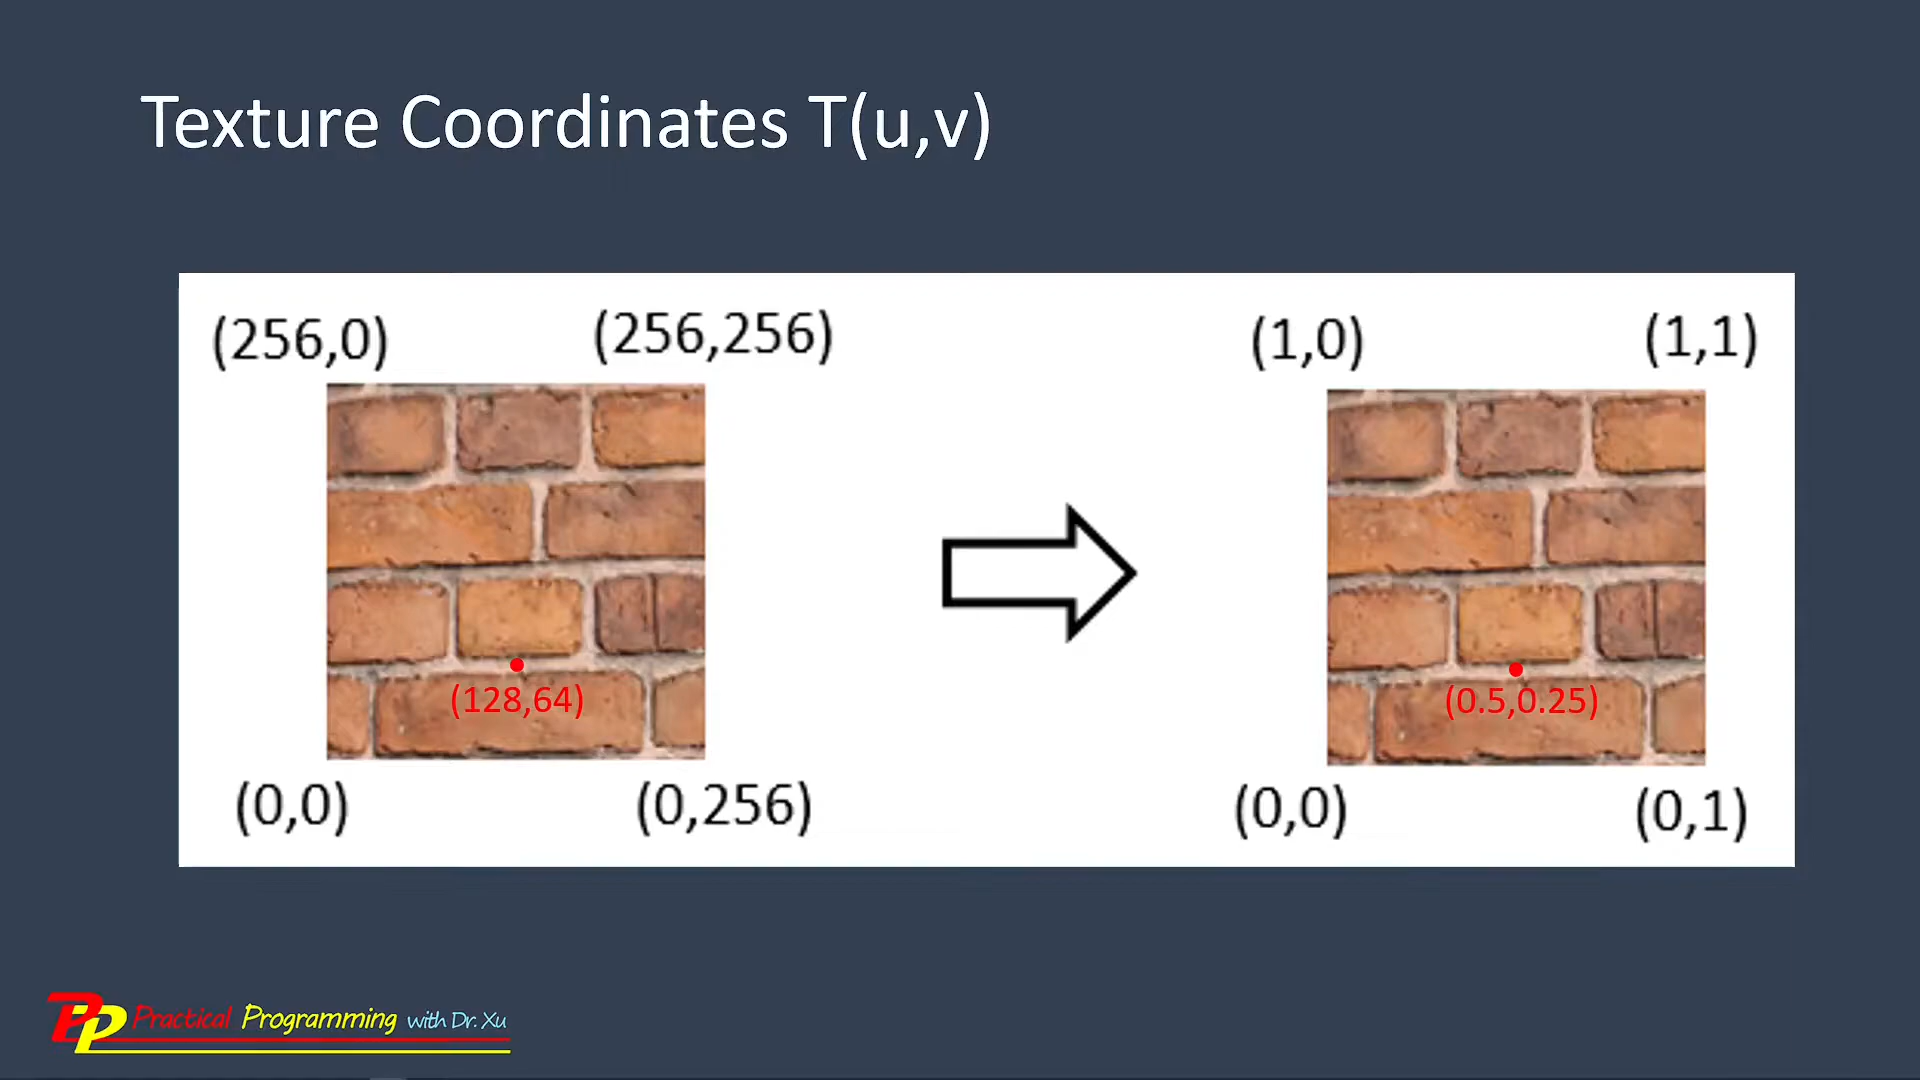 Texture Coordinates T(u,v)
(256,0) (256,256) (1,0) (1,1)
(128,64) (0.5,0.25)
(0,0) (0,256) (0,0) (0,1)
PP Practical Programming with Dr. Xu